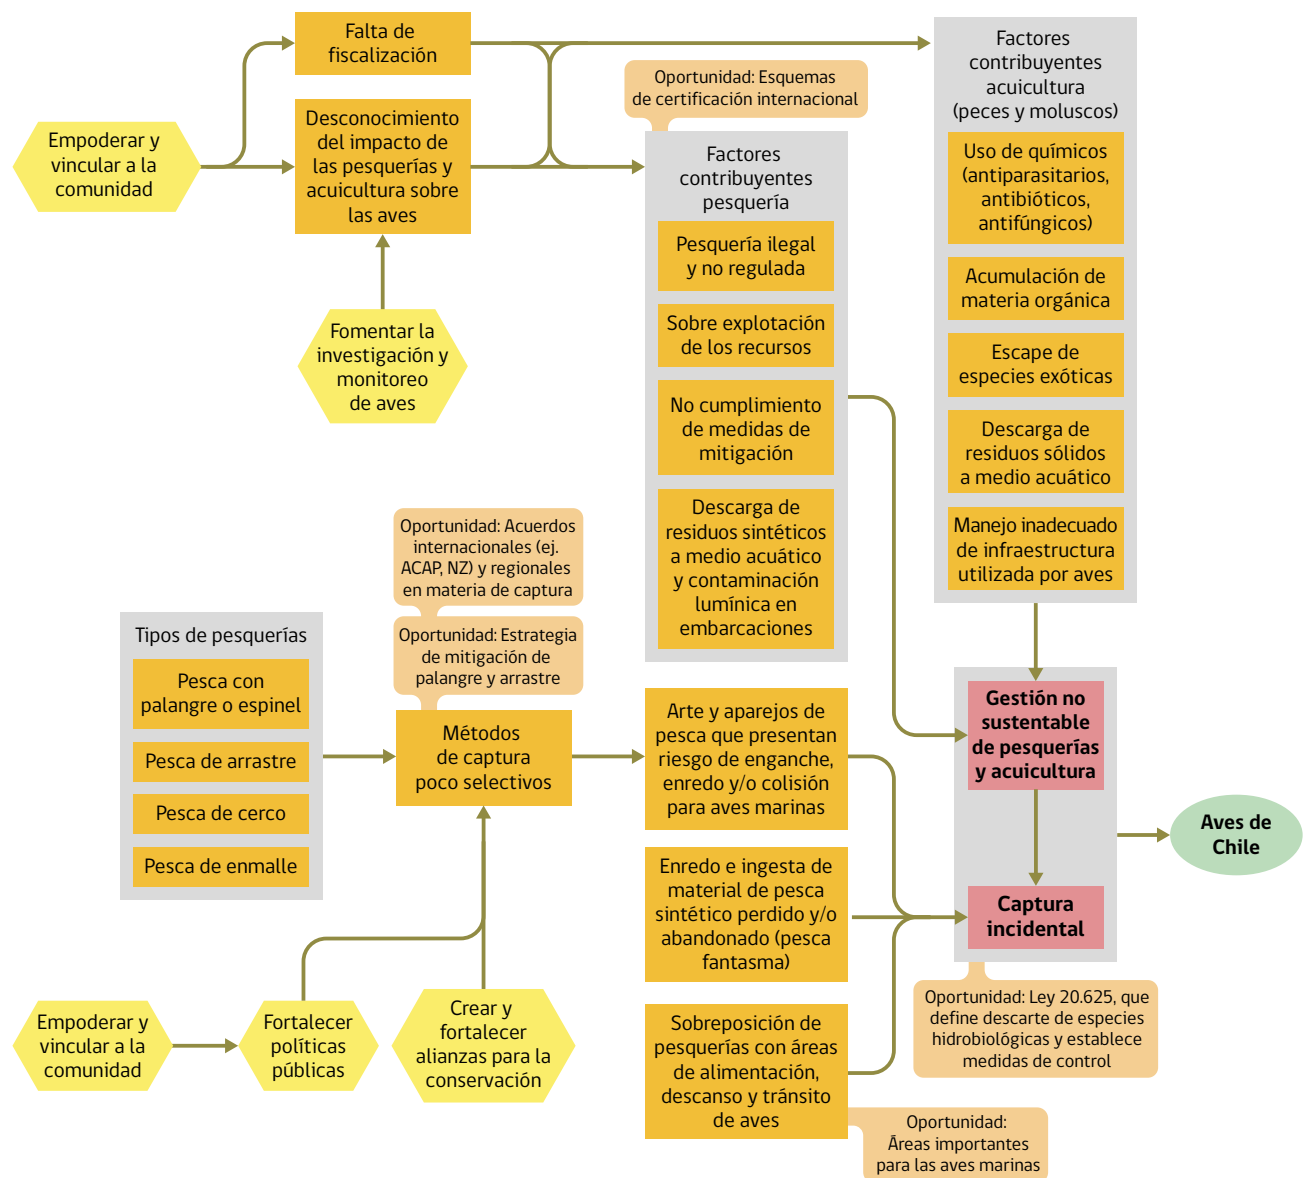 Falta de
fiscalización
Desconocimiento
del impacto de
las pesquerías y
acuicultura sobre
las aves
Empoderar y
vincular a la
comunidad
Fomentar la
investigación y
monitoreo
de aves
Oportunidad: Esquemas
de certificación internacional
Factores
contribuyentes
pesquería
Pesquería ilegal
y no regulada
Sobre explotación
de los recursos
No cumplimiento
de medidas de
mitigación
Descarga de
residuos sintéticos
a medio acuático
y contaminación
lumínica en
embarcaciones
Factores
contribuyentes
acuicultura
(peces y moluscos)
Uso de químicos
(antiparasitarios,
antibióticos,
antifúngicos)
Acumulación de
materia orgánica
Escape de
especies exóticas
Descarga de
residuos sólidos
a medio acuático
Manejo inadecuado
de infraestructura
utilizada por aves
Oportunidad: Acuerdos
internacionales (ej.
ACAP, NZ) y regionales
en materia de captura
Oportunidad: Estrategia
de mitigación de
palangre y arrastre
Tipos de pesquerías
Pesca con
palangre o espinel
Pesca de arrastre
Pesca de cerco
Pesca de enmalle
Métodos
de captura
poco selectivos
Arte y aparejos de
pesca que presentan
riesgo de enganche,
enredo y/o colisión
para aves marinas
Enredo e ingesta de
material de pesca
sintético perdido y/o
abandonado (pesca
fantasma)
Sobreposición de
pesquerías con áreas
de alimentación,
descanso y tránsito
de aves
Gestión no
sustentable
de pesquerías
y acuicultura
Captura
incidental
Aves de
Chile
Oportunidad: Ley 20.625, que
define descarte de especies
hidrobiológicas y establece
medidas de control
Oportunidad:
Áreas importantes
para las aves marinas
Empoderar y
vincular a la
comunidad
Fortalecer
políticas
públicas
Crear y
fortalecer
alianzas para la
conservación